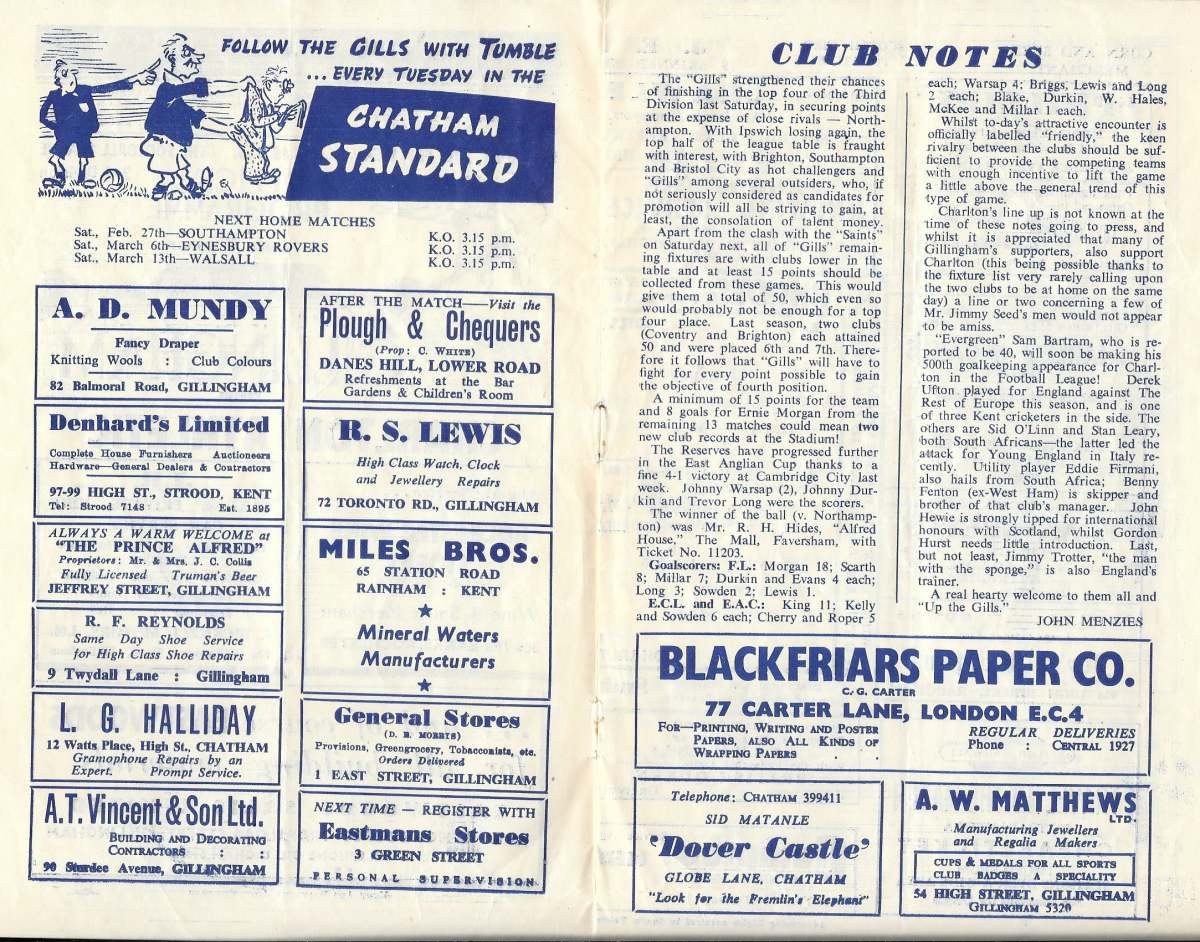 FOLLOW THE GILLS WITH TUMBLE
... EVERY TUESDAY IN THE
CHATHAM
STANDARD
NEXT HOME MATCHES
Sat., Feb. 27th—SOUTHAMPTON K.O. 3.15 p.m.
Sat., March 6th—EYNESBURY ROVERS K.O. 3.15 p.m.
Sat., March 13th—WALSALL K.O. 3.15 p.m.
A. D. MUNDY
Fancy Draper
Knitting Wools : Club Colours
82 Balmoral Road, GILLINGHAM
Denhard's Limited
Complete House Furnishers Auctioneers
Hardware—General Dealers & Contractors
97-99 HIGH ST., STROOD, KENT
Tel: Strood 7148 Est. 1895
ALWAYS A WARM WELCOME at
"THE PRINCE ALFRED"
Proprietors: Mr. & Mrs. J. C. Collis
Fully Licensed Truman's Beer
JEFFREY STREET, GILLINGHAM
R. F. REYNOLDS
Same Day Shoe Service
for High Class Shoe Repairs
9 Twydall Lane : Gillingham
L. G. HALLIDAY
12 Watts Place, High St., CHATHAM
Gramophone Repairs by an
Expert. Prompt Service.
A.T. Vincent & Son Ltd.
BUILDING AND DECORATING
CONTRACTORS : :
90 Sturdee Avenue, GILLINGHAM
AFTER THE MATCH—Visit the
Plough & Chequers
(Prop: C. WHITE)
DANES HILL, LOWER ROAD
Refreshments at the Bar
Gardens & Children's Room
R. S. LEWIS
High Class Watch, Clock
and Jewellery Repairs
72 TORONTO RD., GILLINGHAM
MILES BROS.
65 STATION ROAD
RAINHAM : KENT
★
Mineral Waters
Manufacturers
★
General Stores
(D. R. MORRIS)
Provisions, Greengrocery, Tobacconists, etc.
Orders Delivered
1 EAST STREET, GILLINGHAM
NEXT TIME — REGISTER WITH
Eastmans Stores
3 GREEN STREET
PERSONAL SUPERVISION
CLUB NOTES
The "Gills" strengthened their chances
of finishing in the top four of the Third
Division last Saturday, in securing points
at the expense of close rivals — North-
ampton. With Ipswich losing again, the
top half of the league table is fraught
with interest, with Brighton, Southampton
and Bristol City as hot challengers and
"Gills" among several outsiders, who, if
not seriously considered as candidates for
promotion will all be striving to gain, at
least, the consolation of talent money.
Apart from the clash with the "Saints"
on Saturday next, all of "Gills" remain-
ing fixtures are with clubs lower in the
table and at least 15 points should be
collected from these games. This would
give them a total of 50, which even so
would probably not be enough for a top
four place. Last season, two clubs
(Coventry and Brighton) each attained
50 and were placed 6th and 7th. There-
fore it follows that "Gills" will have to
fight for every point possible to gain
the objective of fourth position.
A minimum of 15 points for the team
and 8 goals for Ernie Morgan from the
remaining 13 matches could mean two
new club records at the Stadium!
The Reserves have progressed further
in the East Anglian Cup thanks to a
fine 4-1 victory at Cambridge City last
week. Johnny Warsap (2), Johnny Dur-
kin and Trevor Long were the scorers.
The winner of the ball (v. Northamp-
ton) was Mr. R. H. Hides, "Alfred
House," The Mall, Faversham, with
Ticket No. 11203.
Goalscorers: F.L.: Morgan 18; Scarth
8; Millar 7; Durkin and Evans 4 each;
Long 3; Sowden 2; Lewis 1.
E.C.L. and E.A.C.: King 11; Kelly
and Sowden 6 each; Cherry and Roper 5
each; Warsap 4; Briggs, Lewis and Long
2 each; Blake, Durkin, W. Hales,
McKee and Millar 1 each.
Whilst to-day's attractive encounter is
officially labelled "friendly," the keen
rivalry between the clubs should be suf-
ficient to provide the competing teams
with enough incentive to lift the game
a little above the general trend of this
type of game.
Charlton's line up is not known at the
time of these notes going to press, and
whilst it is appreciated that many of
Gillingham's supporters, also support
Charlton (this being possible thanks to
the fixture list very rarely calling upon
the two clubs to be at home on the same
day) a line or two concerning a few of
Mr. Jimmy Seed's men would not appear
to be amiss.
"Evergreen" Sam Bartram, who is re-
ported to be 40, will soon be making his
500th goalkeeping appearance for Charl-
ton in the Football League! Derek
Ufton played for England against The
Rest of Europe this season, and is one
of three Kent cricketers in the side. The
others are Sid O'Linn and Stan Leary,
both South Africans—the latter led the
attack for Young England in Italy re-
cently. Utility player Eddie Firmani,
also hails from South Africa; Benny
Fenton (ex-West Ham) is skipper and
brother of that club's manager. John
Hewie is strongly tipped for international
honours with Scotland, whilst Gordon
Hurst needs little introduction. Last,
but not least, Jimmy Trotter, "the man
with the sponge," is also England's
trainer.
A real hearty welcome to them all and
"Up the Gills."
JOHN MENZIES
BLACKFRIARS PAPER CO.
C. G. CARTER
77 CARTER LANE, LONDON E.C.4
FOR—PRINTING, WRITING AND POSTER
PAPERS, ALSO ALL KINDS OF
WRAPPING PAPERS . .
REGULAR DELIVERIES
Phone : CENTRAL 1927
Telephone: CHATHAM 399411
SID MATANLE
'Dover Castle'
GLOBE LANE, CHATHAM
"Look for the Fremlin's Elephant"
A. W. MATTHEWS
LTD.
Manufacturing Jewellers
and Regalia Makers
CUPS & MEDALS FOR ALL SPORTS
CLUB BADGES A SPECIALITY
54 HIGH STREET, GILLINGHAM
GILLINGHAM 5320